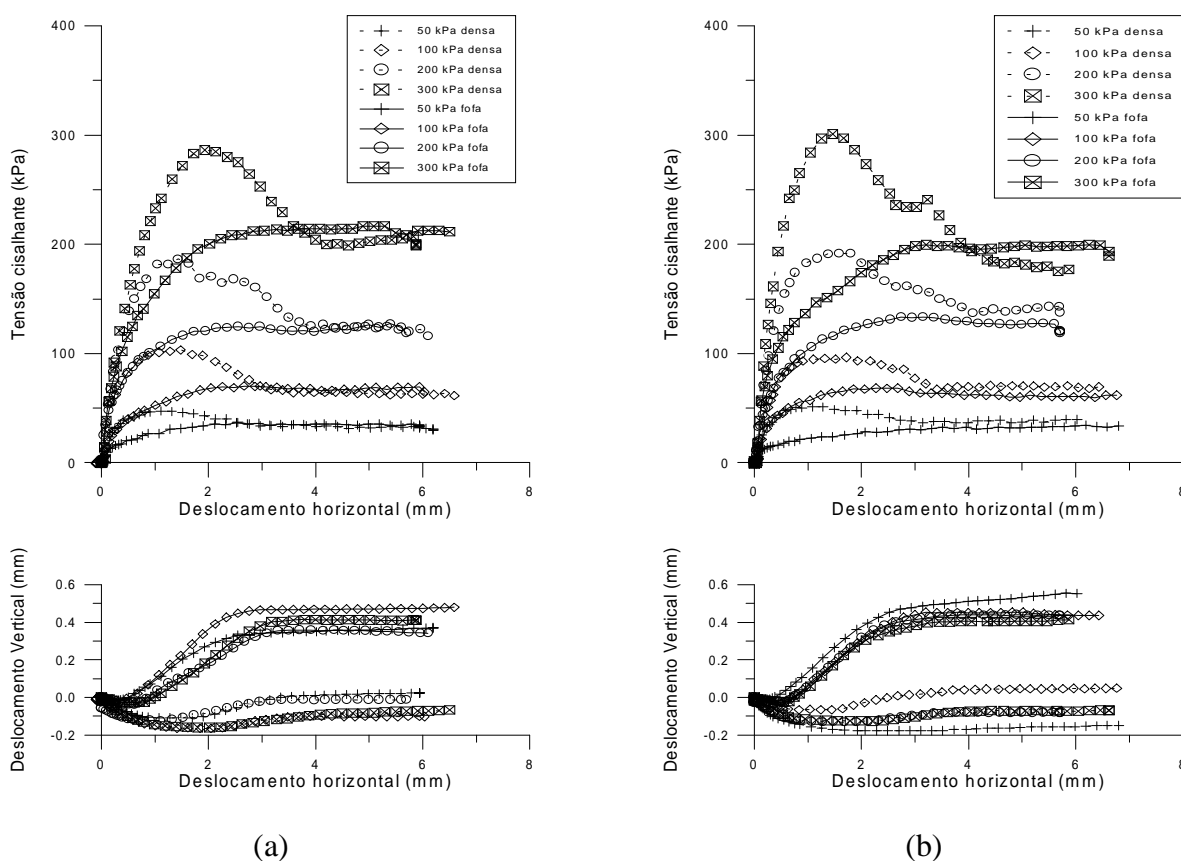 400
300
200
100
0
Tensão cisalhante (kPa)
50 kPa densa
100 kPa densa
200 kPa densa
300 kPa densa
50 kPa fofa
100 kPa fofa
200 kPa fofa
300 kPa fofa
0 2 4 6 8
Deslocamento horizontal (mm)
0.6
0.4
0.2
0.0
-0.2
Deslocamento Vertical (mm)
0 2 4 6 8
Deslocamento horizontal (mm)
(a)
400
300
200
100
0
Tensão cisalhante (kPa)
50 kPa densa
100 kPa densa
200 kPa densa
300 kPa densa
50 kPa fofa
100 kPa fofa
200 kPa fofa
300 kPa fofa
0 2 4 6 8
Deslocamento horizontal (mm)
0.6
0.4
0.2
0.0
-0.2
Deslocamento Vertical (mm)
0 2 4 6 8
Deslocamento horizontal (mm)
(b)